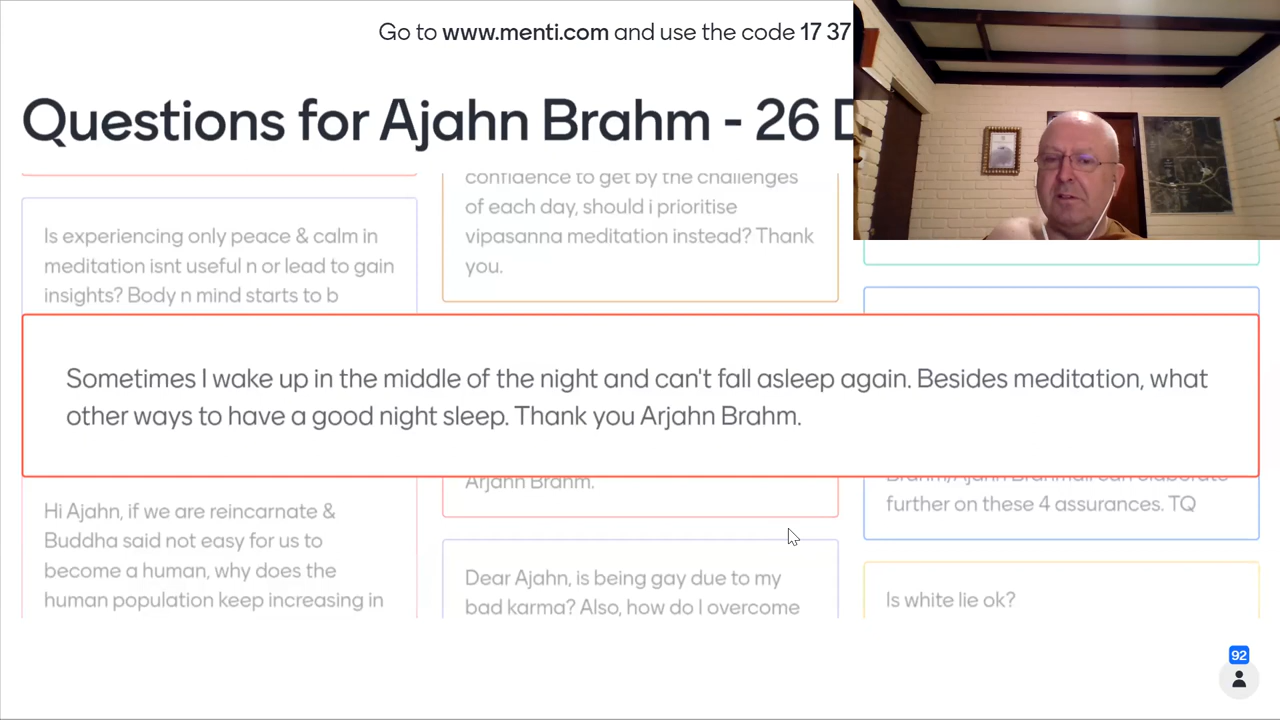 Go to www.menti.com and use the code 17 37
Questions for Ajahn Brahm - 26 D
Is experiencing only peace & calm in
meditation isnt useful n or lead to gain
insights? Body n mind starts to b
confidence to get by the challenges
of each day, should i prioritise
vipasanna meditation instead? Thank
you.
Sometimes I wake up in the middle of the night and can't fall asleep again. Besides meditation, what
other ways to have a good night sleep. Thank you Arjahn Brahm.
Hi Ajahn, if we are reincarnate &
Buddha said not easy for us to
become a human, why does the
human population keep increasing in
Arjahn Brahm.
Dear Ajahn, is being gay due to my
bad karma? Also, how do I overcome
Brahm/Ajahn Brahmali can elaborate
further on these 4 assurances. TQ
Is white lie ok?
92